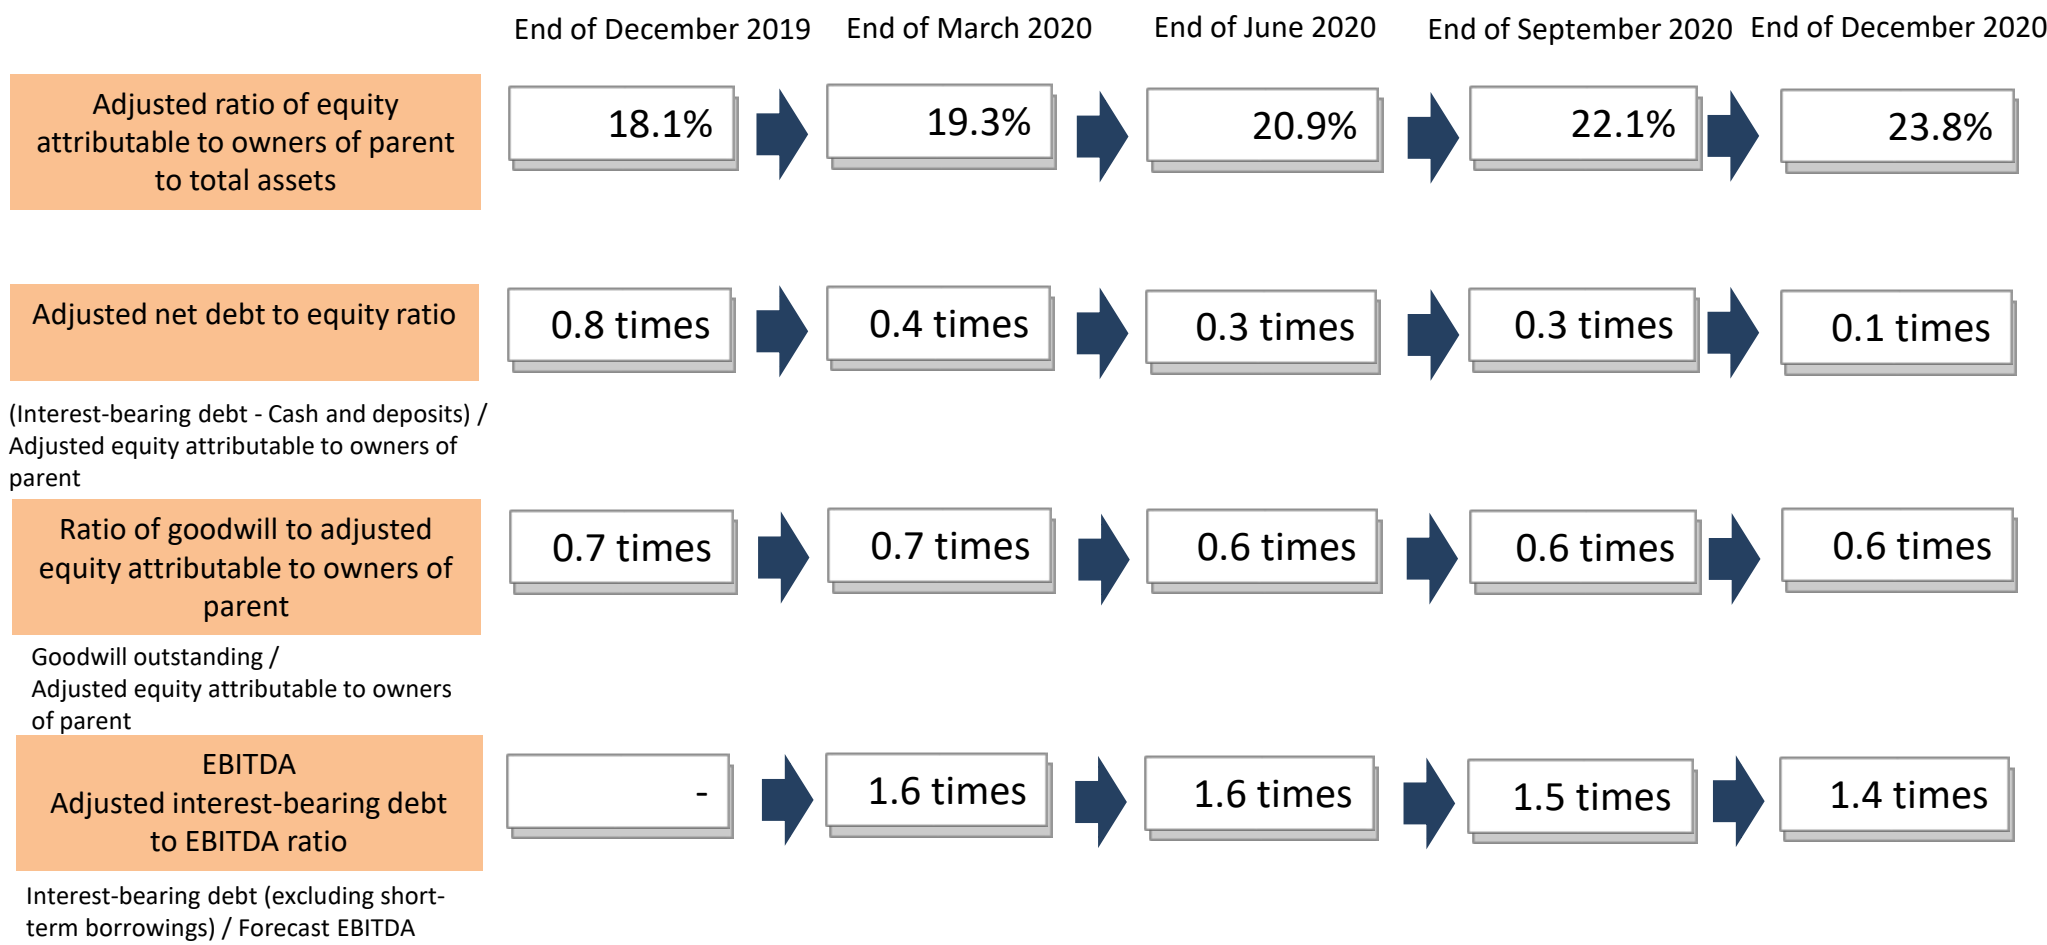 End of December 2019 End of March 2020 End of June 2020 End of September 2020 End of December 2020
Adjusted ratio of equity
attributable to owners of parent
to total assets
18.1% 19.3% 20.9% 22.1% 23.8%
Adjusted net debt to equity ratio
0.8 times 0.4 times 0.3 times 0.3 times 0.1 times
(Interest-bearing debt - Cash and deposits) /
Adjusted equity attributable to owners of
parent
Ratio of goodwill to adjusted
equity attributable to owners of
parent
0.7 times 0.7 times 0.6 times 0.6 times 0.6 times
Goodwill outstanding /
Adjusted equity attributable to owners
of parent
EBITDA
Adjusted interest-bearing debt
to EBITDA ratio
- 1.6 times 1.6 times 1.5 times 1.4 times
Interest-bearing debt (excluding short-
term borrowings) / Forecast EBITDA